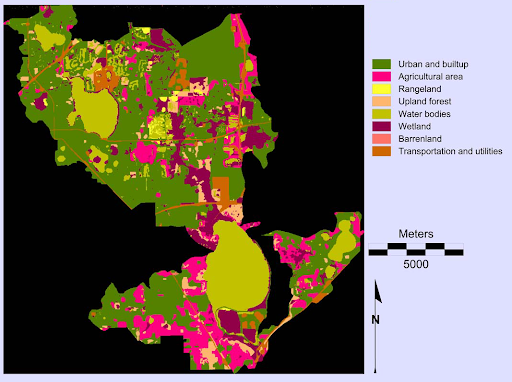 Urban and builtup
Agricultural area
Rangeland
Upland forest
Water bodies
Wetland
Barrenland
Transportation and utilities
Meters
5000
N